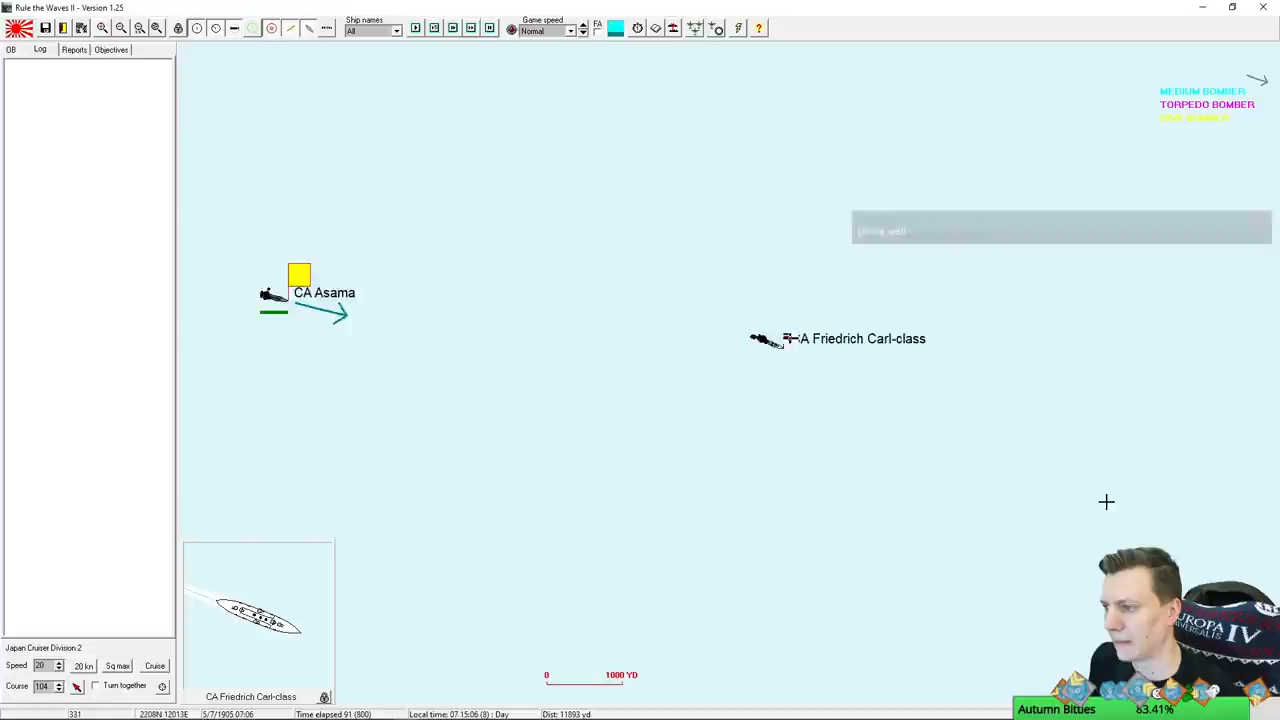 Rule the Waves II - Version 1.25
Ship names
All
Game speed
Normal
FA
OB
Log
Reports
Objectives
MEDIUM BOMBER
TORPEDO BOMBER
DIVE BOMBER
CA Asama
A Friedrich Carl-class
CA Friedrich Carl-class
Japan Cruiser Division 2
Speed
20
20 kn
Sq max
Cruise
Course
104
Turn together
0
1000 YD
EUROPA IV
UNIVERSALIS
Autumn Bitties
83.41%
331
2208N 12013E
5/7/1905 07:06
Time elapsed 91 (800)
Local time: 07.15:06 (8) : Day
Dist: 11893 yd